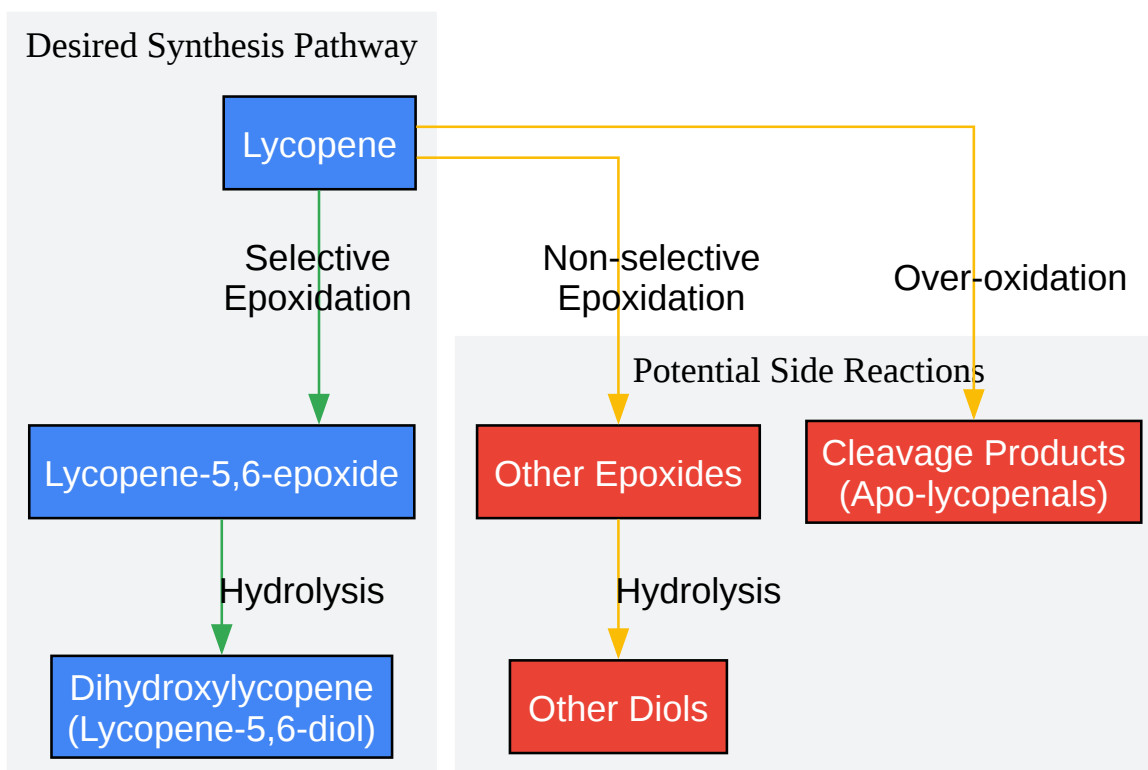 Desired Synthesis Pathway
Lycopene
Selective
Epoxidation
Non-selective
Epoxidation
Over-oxidation
Potential Side Reactions
Lycopene-5,6-epoxide
Other Epoxides
Cleavage Products
(Apo-lycopenals)
Hydrolysis
Hydrolysis
Dihydroxylycopene
(Lycopene-5,6-diol)
Other Diols